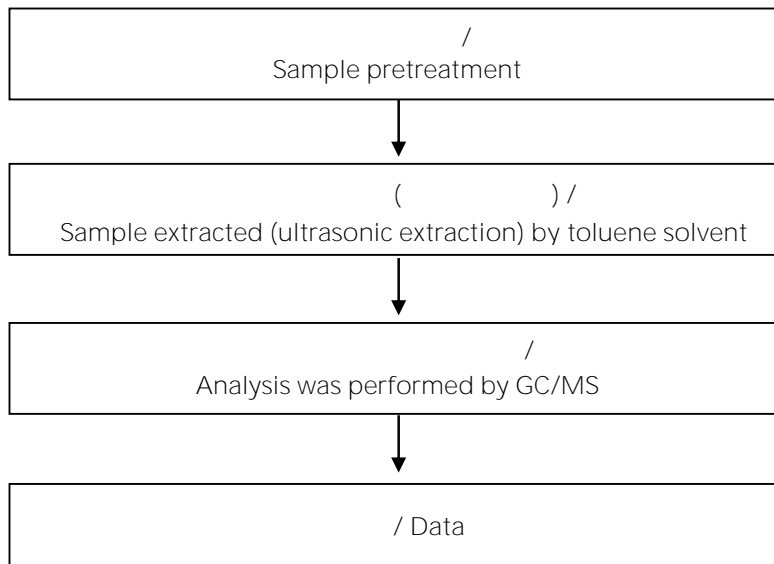 /
Sample pretreatment
( ) /
Sample extracted (ultrasonic extraction) by toluene solvent
/
Analysis was performed by GC/MS
/ Data